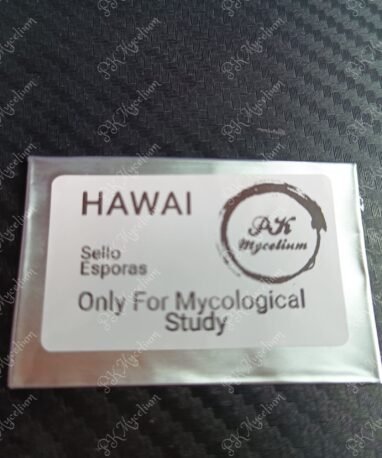 HAWAI
PK
Mycelium
Sello
Esporas
Only For Mycological
Study